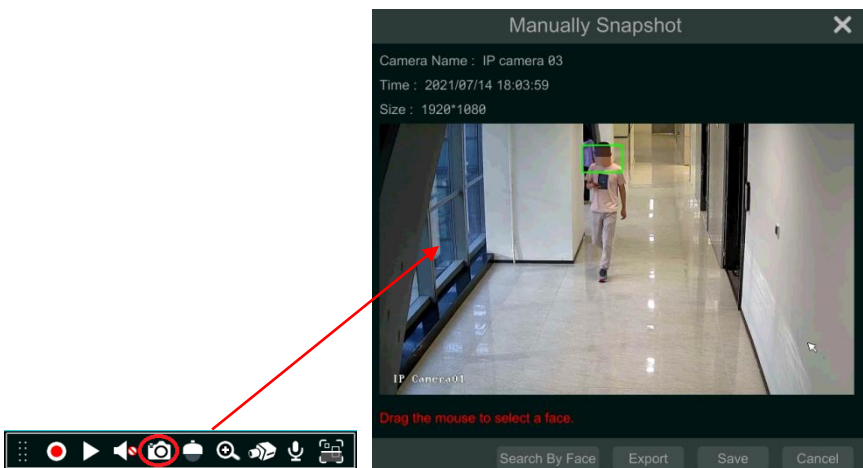 Manually Snapshot
Camera Name : IP camera 03
Time : 2021/07/14 18:03:59
Size : 1920*1080
IP Camera01
Drag the mouse to select a face.
Search By Face Export Save Cancel